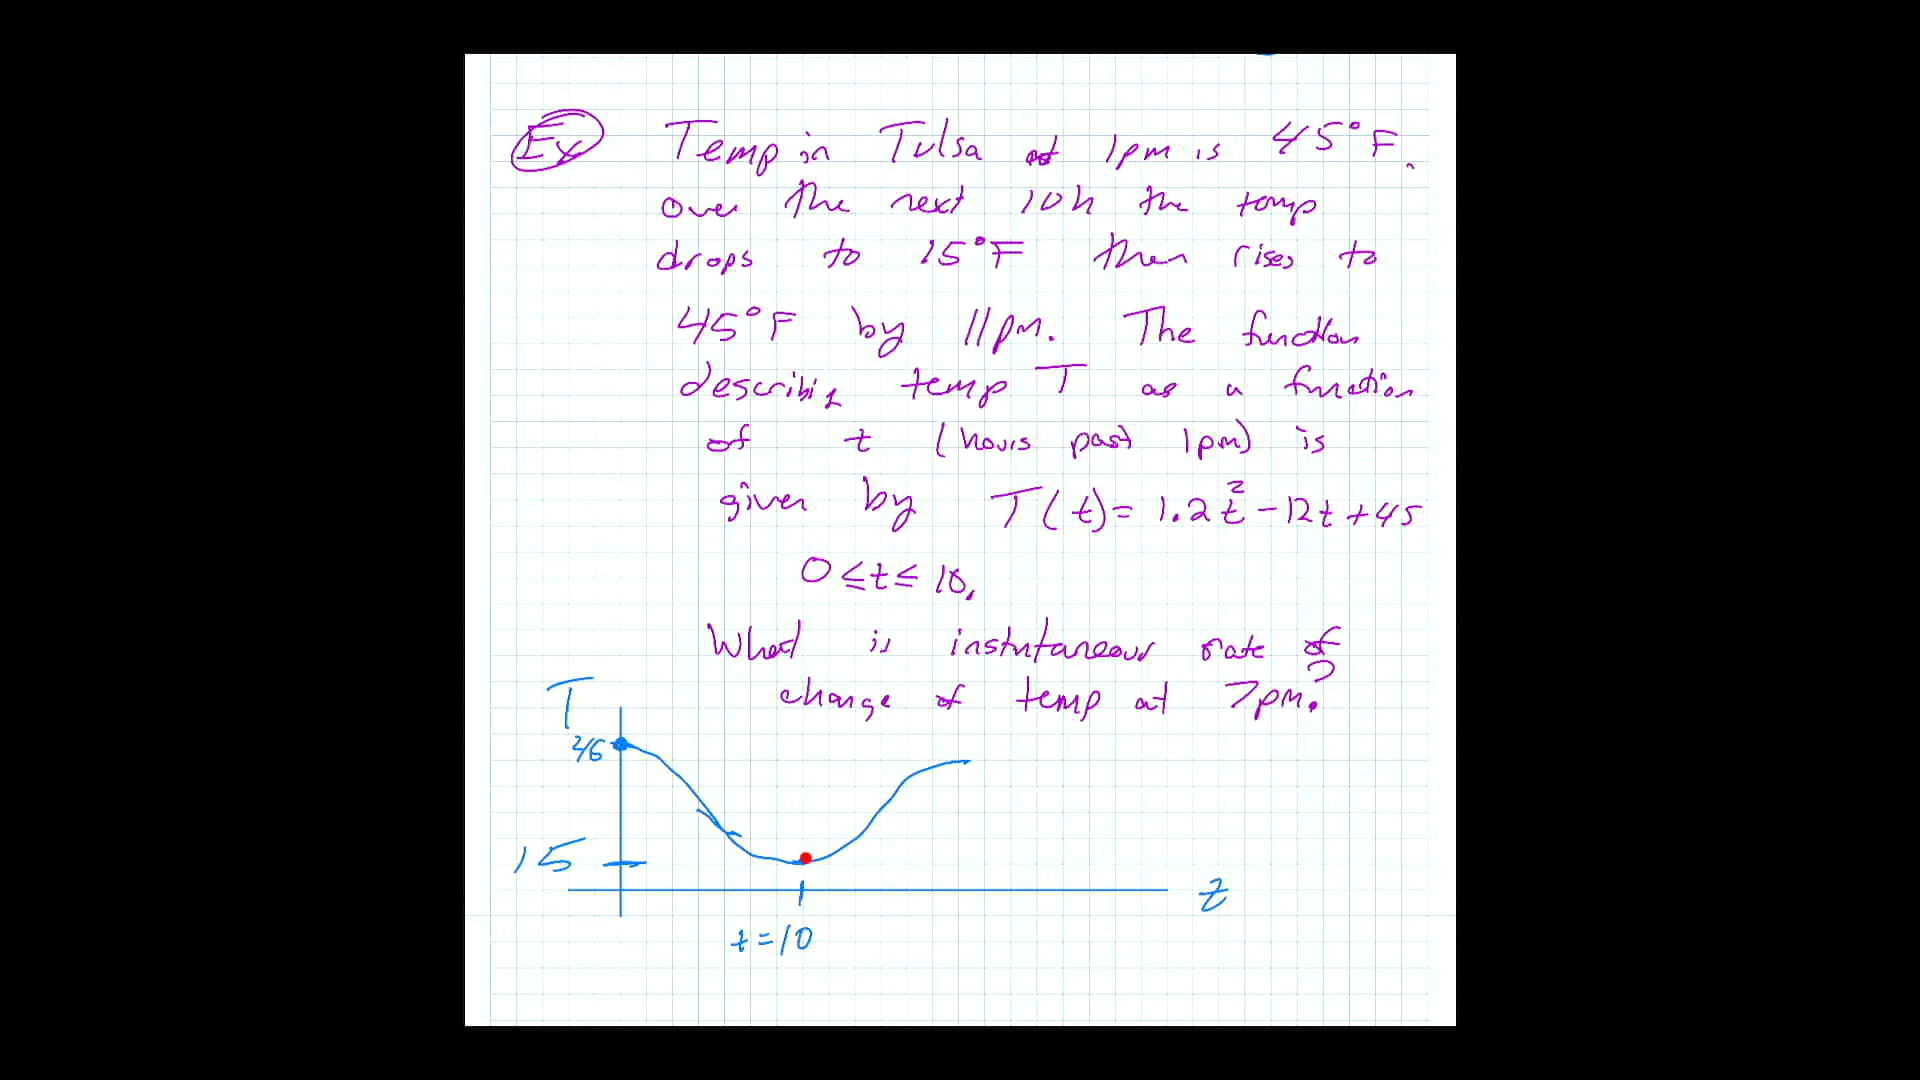 Ex Temp in Tulsa at 1pm is 45°F.
over the next 10h the temp
drops to 15°F then rises to
45°F by 11pm. The function
describing temp T as a function
of t (hours past 1pm) is
given by T(t) = 1.2t² - 12t + 45
0 ≤ t ≤ 10.
What is instntaneous rate of
change of temp at 7pm?
T
45
15
t
t = 10